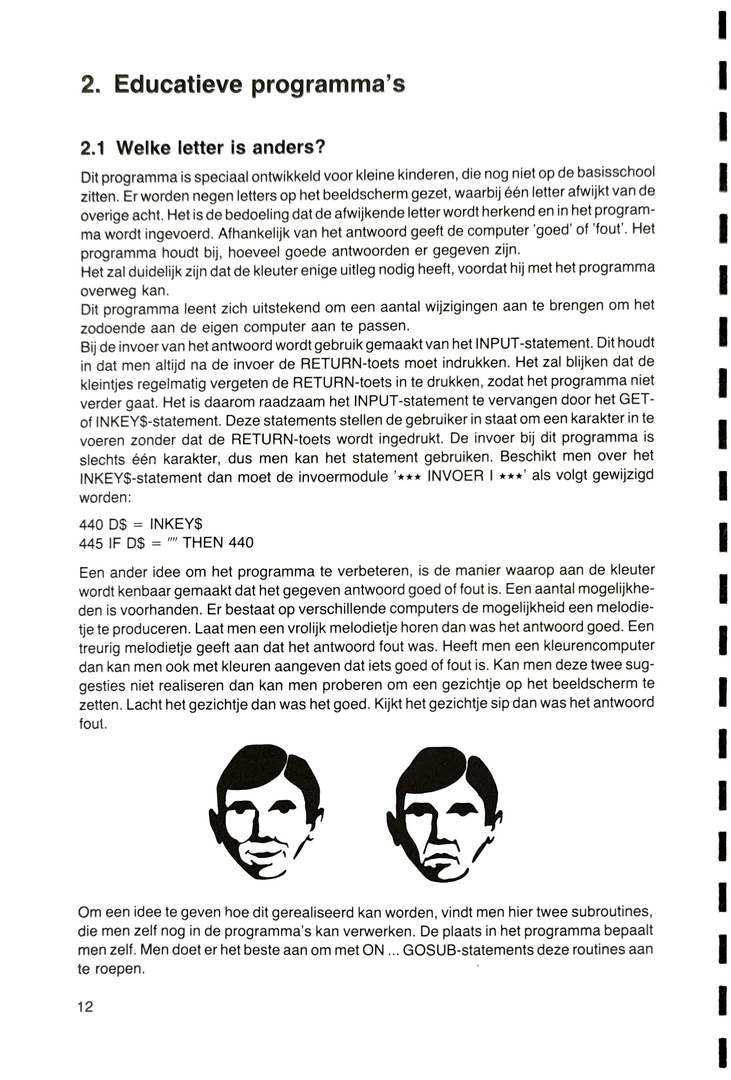 2. Educatieve programma's
2.1 Welke letter is anders?
Dit programma is speciaal ontwikkeld voor kleine kinderen, die nog niet op de basisschool
zitten. Er worden negen letters op het beeldscherm gezet, waarbij één letter afwijkt van de
overige acht. Het is de bedoeling dat de afwijkende letter wordt herkend en in het program-
ma wordt ingevoerd. Afhankelijk van het antwoord geeft de computer 'goed' of 'fout'. Het
programma houdt bij, hoeveel goede antwoorden er gegeven zijn.
Het zal duidelijk zijn dat de kleuter enige uitleg nodig heeft, voordat hij met het programma
overweg kan.
Dit programma leent zich uitstekend om een aantal wijzigingen aan te brengen om het
zodoende aan de eigen computer aan te passen.
Bij de invoer van het antwoord wordt gebruik gemaakt van het INPUT-statement. Dit houdt
in dat men altijd na de invoer de RETURN-toets moet indrukken. Het zal blijken dat de
kleintjes regelmatig vergeten de RETURN-toets in te drukken, zodat het programma niet
verder gaat. Het is daarom raadzaam het INPUT-statement te vervangen door het GET-
of INKEY$-statement. Deze statements stellen de gebruiker in staat om een karakter in te
voeren zonder dat de RETURN-toets wordt ingedrukt. De invoer bij dit programma is
slechts één karakter, dus men kan het statement gebruiken. Beschikt men over het
INKEY$-statement dan moet de invoermodule '★★★ INVOER I ★★★' als volgt gewijzigd
worden:
440 D$ = INKEY$
445 IF D$ = "" THEN 440
Een ander idee om het programma te verbeteren, is de manier waarop aan de kleuter
wordt kenbaar gemaakt dat het gegeven antwoord goed of fout is. Een aantal mogelijkhe-
den is voorhanden. Er bestaat op verschillende computers de mogelijkheid een melodie-
tje te produceren. Laat men een vrolijk melodietje horen dan was het antwoord goed. Een
treurig melodietje geeft aan dat het antwoord fout was. Heeft men een kleurencomputer
dan kan men ook met kleuren aangeven dat iets goed of fout is. Kan men deze twee sug-
gesties niet realiseren dan kan men proberen om een gezichtje op het beeldscherm te
zetten. Lacht het gezichtje dan was het goed. Kijkt het gezichtje sip dan was het antwoord
fout.
Om een idee te geven hoe dit gerealiseerd kan worden, vindt men hier twee subroutines,
die men zelf nog in de programma's kan verwerken. De plaats in het programma bepaalt
men zelf. Men doet er het beste aan om met ON ... GOSUB-statements deze routines aan
te roepen.
12